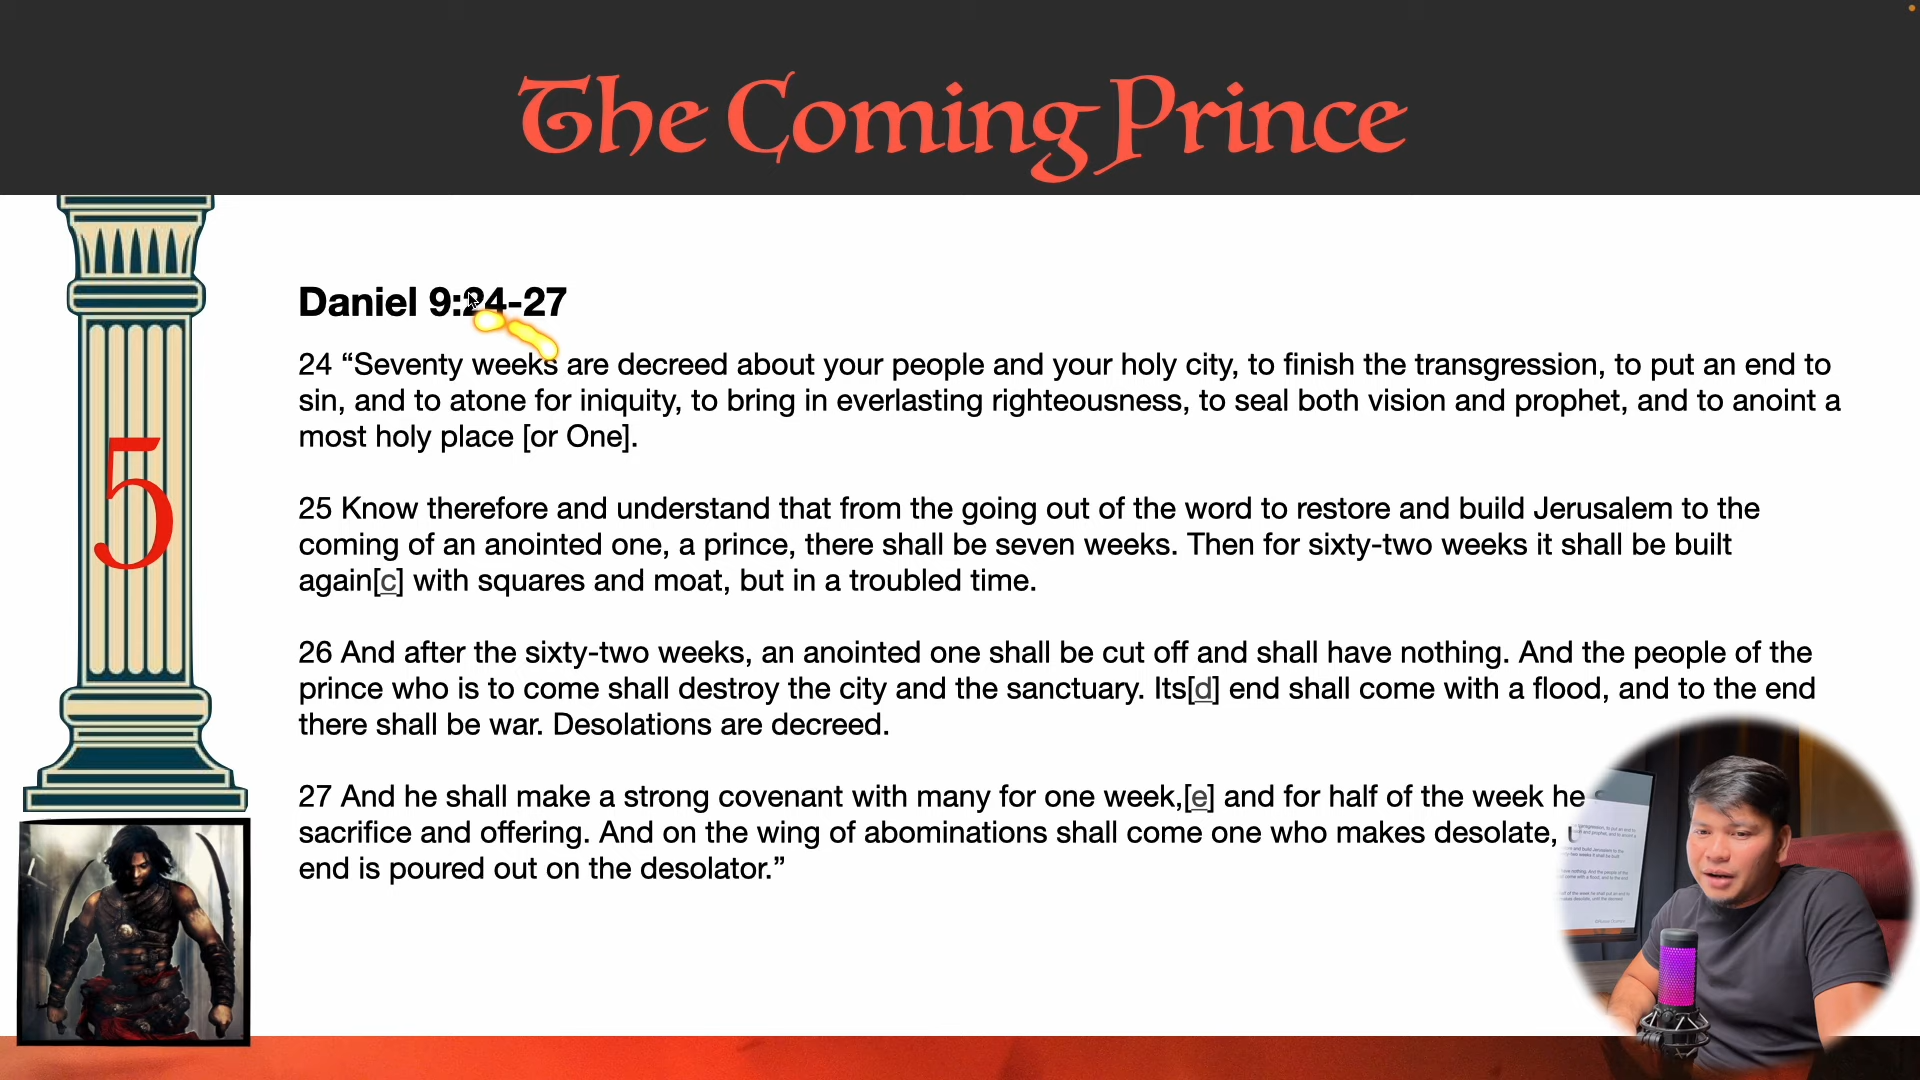 The Coming Prince
5
Daniel 9:24-27
24 “Seventy weeks are decreed about your people and your holy city, to finish the transgression, to put an end to
sin, and to atone for iniquity, to bring in everlasting righteousness, to seal both vision and prophet, and to anoint a
most holy place [or One].
25 Know therefore and understand that from the going out of the word to restore and build Jerusalem to the
coming of an anointed one, a prince, there shall be seven weeks. Then for sixty-two weeks it shall be built
again[c] with squares and moat, but in a troubled time.
26 And after the sixty-two weeks, an anointed one shall be cut off and shall have nothing. And the people of the
prince who is to come shall destroy the city and the sanctuary. Its[d] end shall come with a flood, and to the end
there shall be war. Desolations are decreed.
27 And he shall make a strong covenant with many for one week,[e] and for half of the week he
sacrifice and offering. And on the wing of abominations shall come one who makes desolate,
end is poured out on the desolator.”